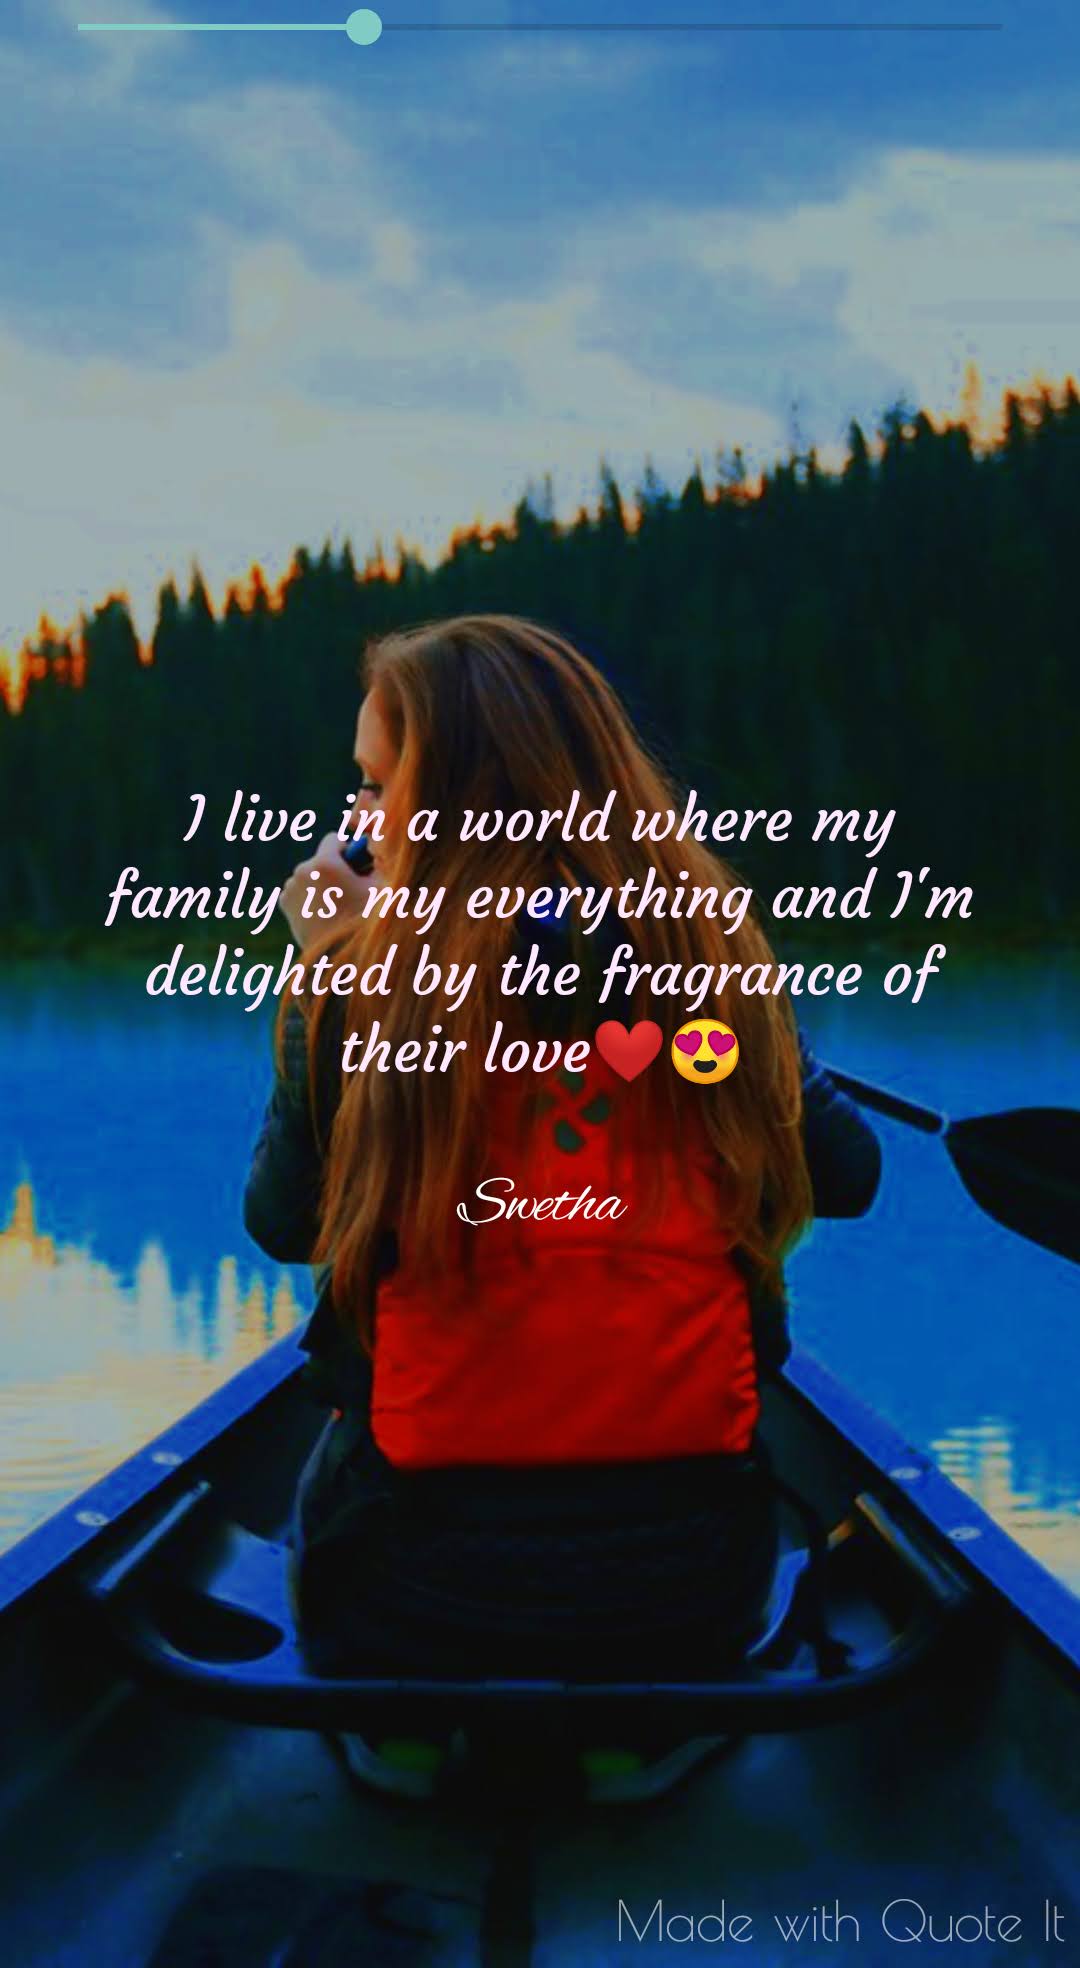 I live in a world where my
family is my everything and I'm
delighted by the fragrance of
their love❤️😍
Swetha
Made with Quote It